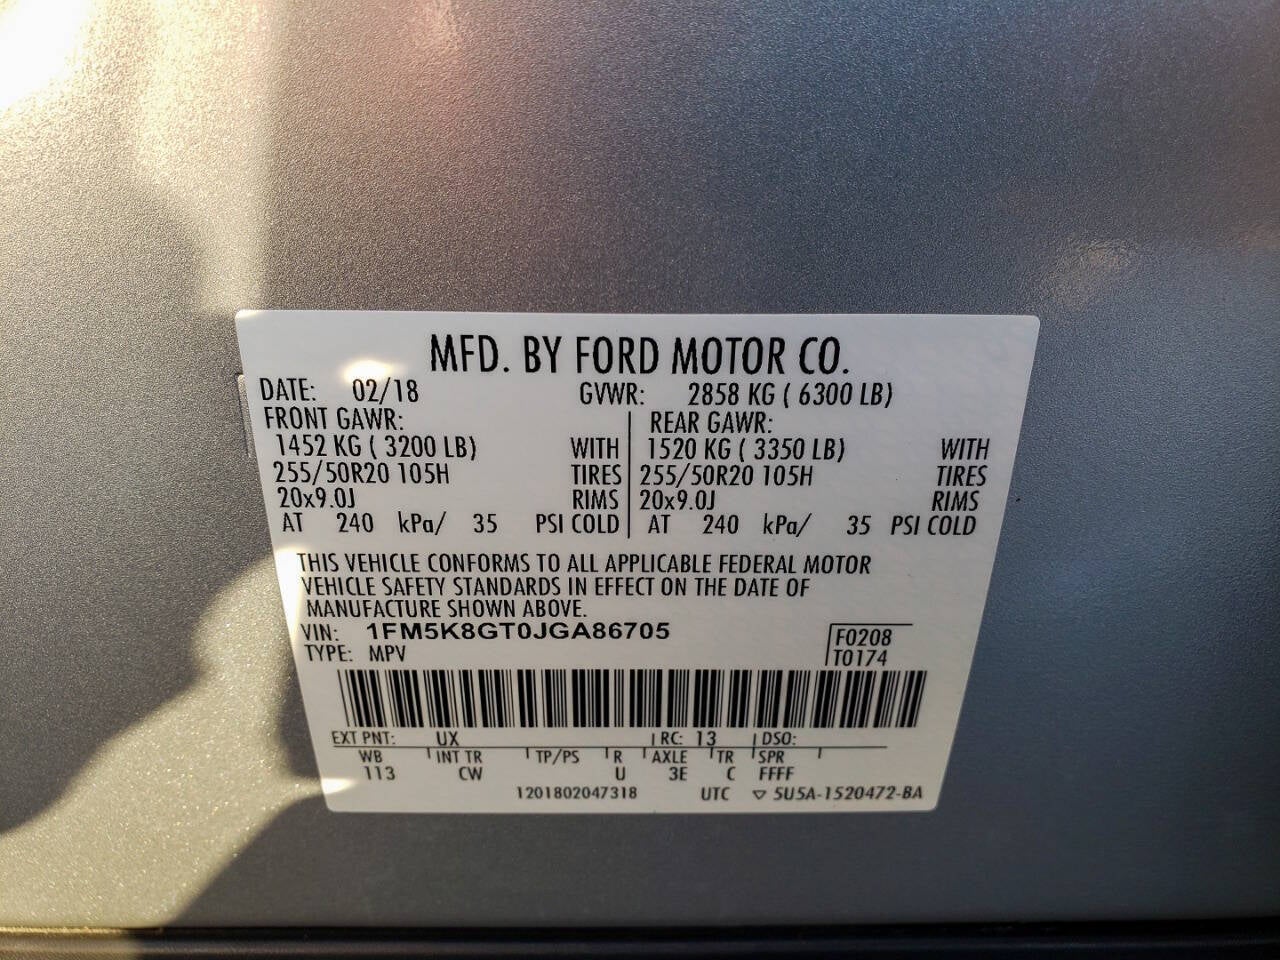 MFD. BY FORD MOTOR CO.
DATE: 02/18 GVWR: 2858 KG ( 6300 LB)
FRONT GAWR: REAR GAWR:
1452 KG ( 3200 LB) WITH 1520 KG ( 3350 LB) WITH
255/50R20 105H TIRES 255/50R20 105H TIRES
20x9.0J RIMS 20x9.0J RIMS
AT 240 kPa/ 35 PSI COLD AT 240 kPa/ 35 PSI COLD
THIS VEHICLE CONFORMS TO ALL APPLICABLE FEDERAL MOTOR
VEHICLE SAFETY STANDARDS IN EFFECT ON THE DATE OF
MANUFACTURE SHOWN ABOVE.
VIN: 1FM5K8GT0JGA86705 F0208
TYPE: MPV T0174
EXT PNT: UX RC: 13 DSO:
WB INT TR TP/PS R AXLE TR SPR
113 CW U 3E C FFFF
1201802047318 UTC ▽ 5U5A-1520472-BA